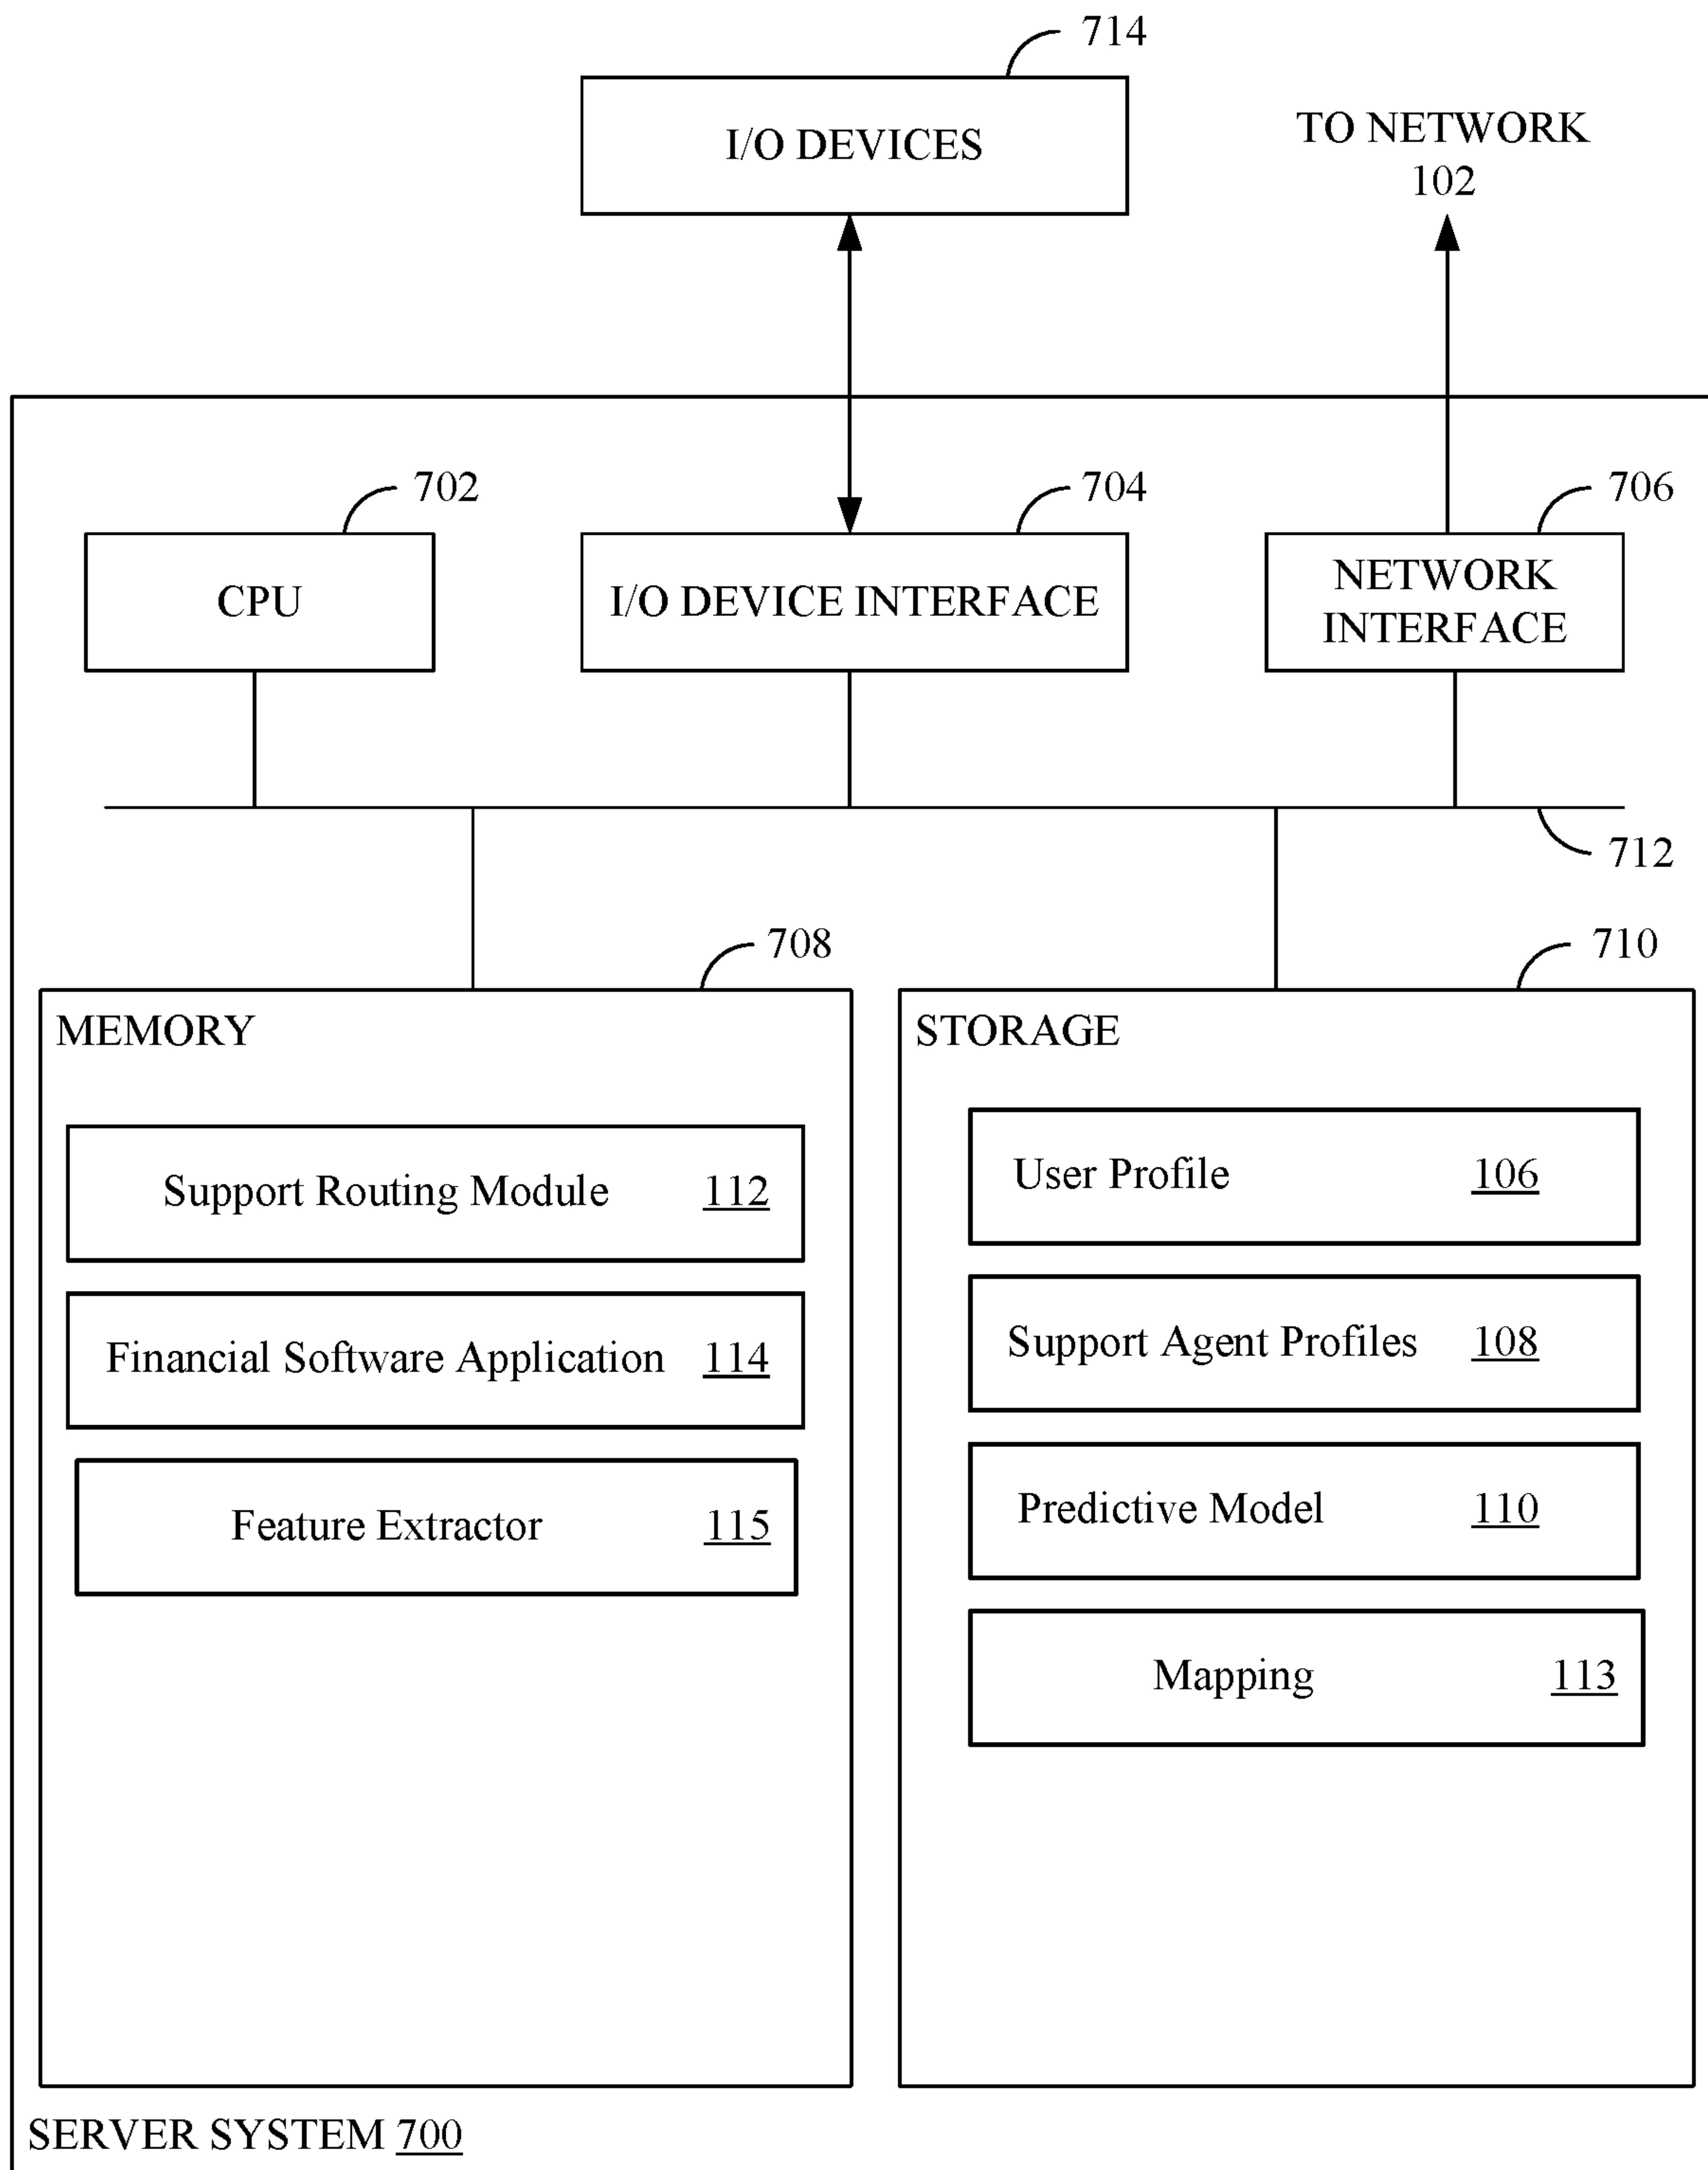 714
I/O DEVICES
TO NETWORK
102
702
704
706
CPU
I/O DEVICE INTERFACE
NETWORK
INTERFACE
712
708
710
MEMORY
Support Routing Module 112
Financial Software Application 114
Feature Extractor 115
STORAGE
User Profile 106
Support Agent Profiles 108
Predictive Model 110
Mapping 113
SERVER SYSTEM 700